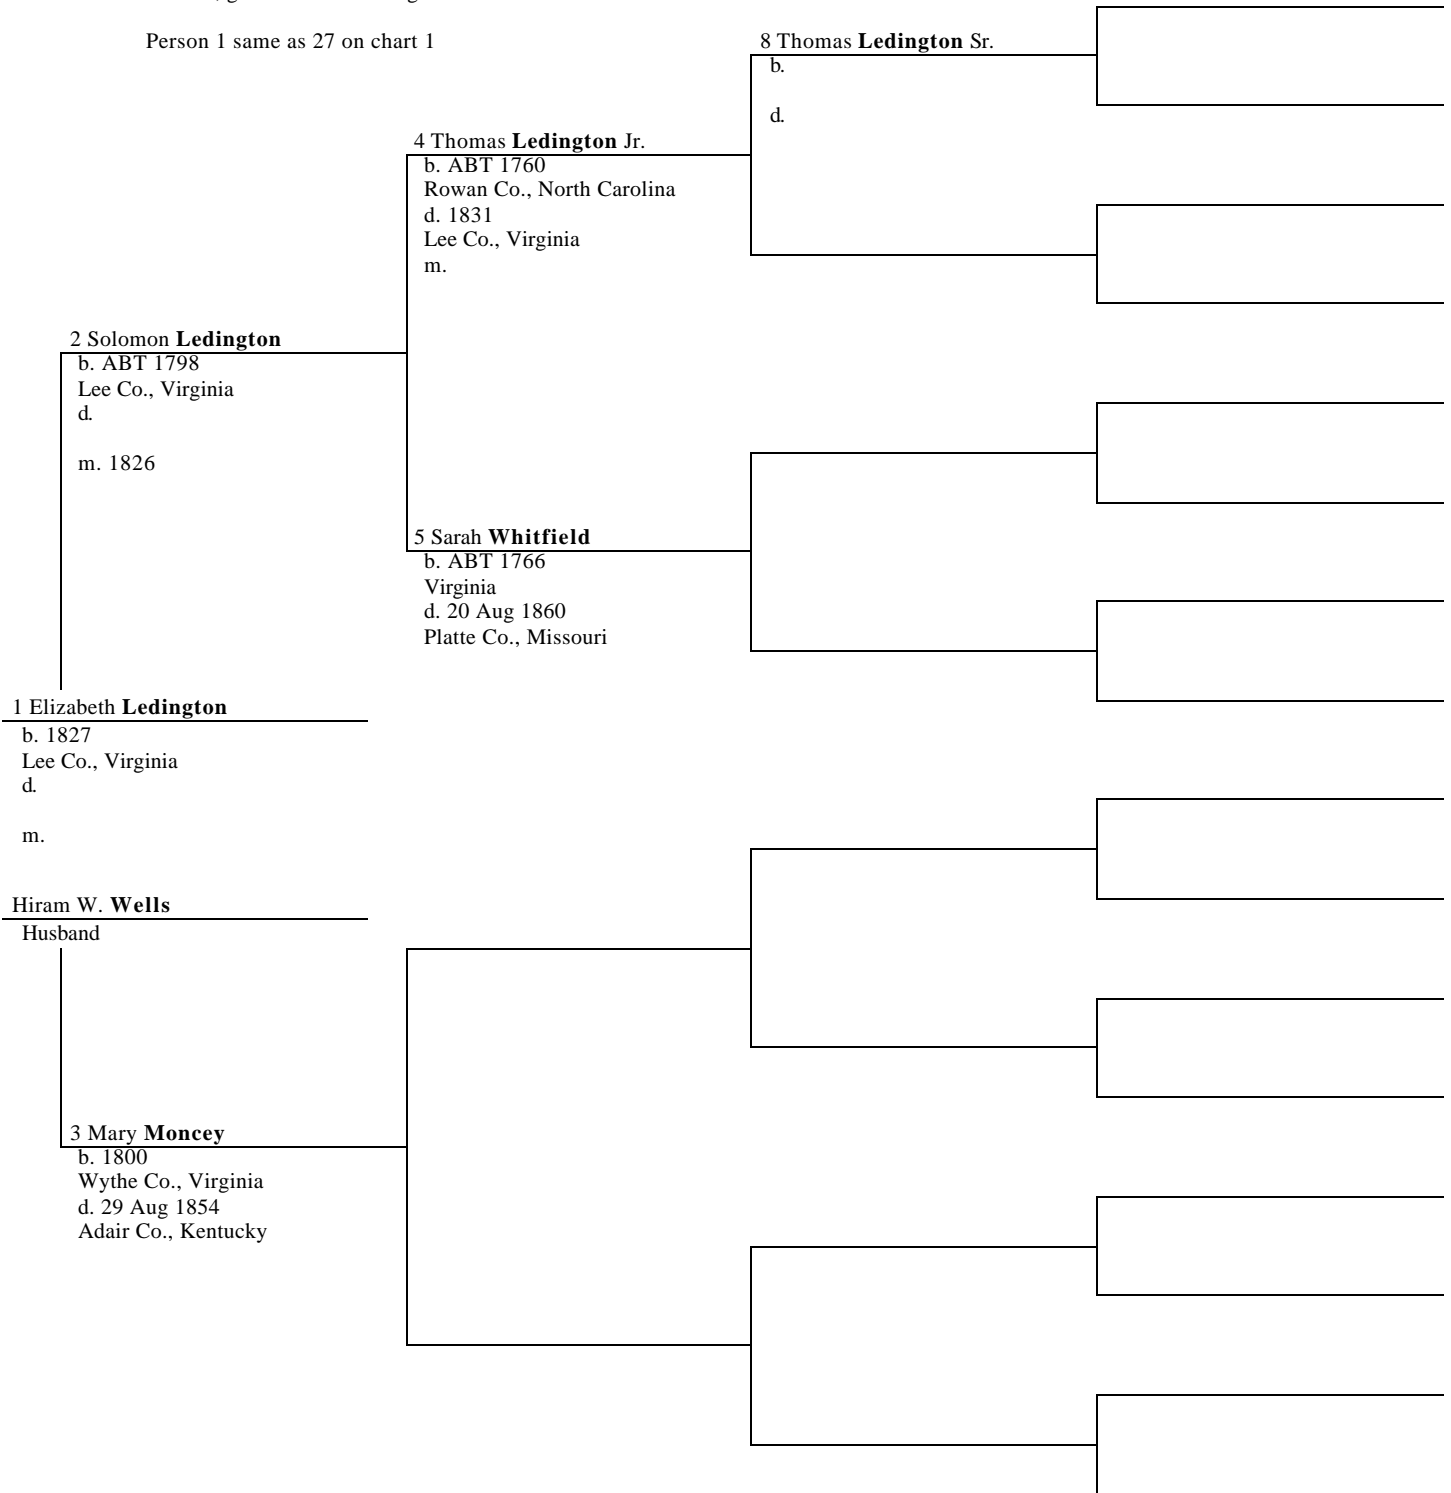 Person 1 same as 27 on chart 1
8 Thomas Ledington Sr.
b.
d.
4 Thomas Ledington Jr.
b. ABT 1760
Rowan Co., North Carolina
d. 1831
Lee Co., Virginia
m.
2 Solomon Ledington
b. ABT 1798
Lee Co., Virginia
d.
m. 1826
5 Sarah Whitfield
b. ABT 1766
Virginia
d. 20 Aug 1860
Platte Co., Missouri
1 Elizabeth Ledington
b. 1827
Lee Co., Virginia
d.
m.
Hiram W. Wells
Husband
3 Mary Moncey
b. 1800
Wythe Co., Virginia
d. 29 Aug 1854
Adair Co., Kentucky